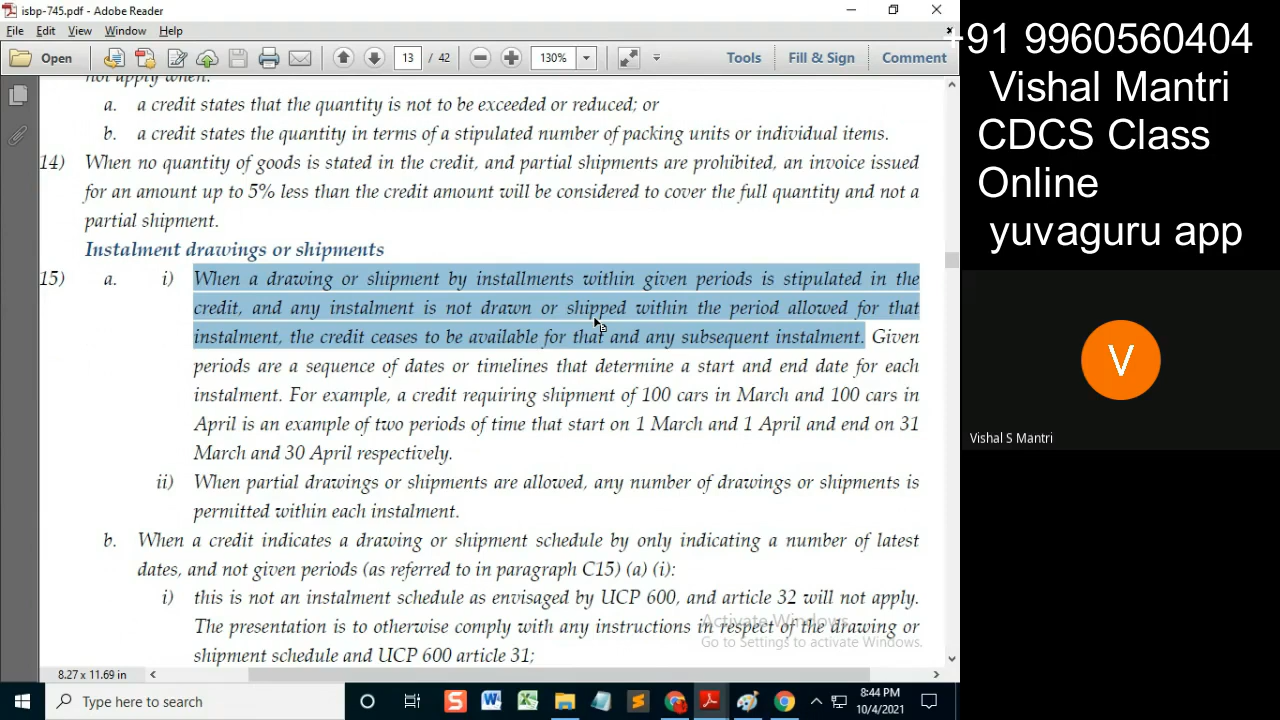 isbp-745.pdf - Adobe Reader
File Edit View Window Help
Open 13 / 42 130% Tools Fill & Sign Comment
not apply when:
a. a credit states that the quantity is not to be exceeded or reduced; or
b. a credit states the quantity in terms of a stipulated number of packing units or individual items.
14) When no quantity of goods is stated in the credit, and partial shipments are prohibited, an invoice issued
for an amount up to 5% less than the credit amount will be considered to cover the full quantity and not a
partial shipment.
Instalment drawings or shipments
15) a. i) When a drawing or shipment by installments within given periods is stipulated in the
credit, and any instalment is not drawn or shipped within the period allowed for that
instalment, the credit ceases to be available for that and any subsequent instalment. Given
periods are a sequence of dates or timelines that determine a start and end date for each
instalment. For example, a credit requiring shipment of 100 cars in March and 100 cars in
April is an example of two periods of time that start on 1 March and 1 April and end on 31
March and 30 April respectively.
ii) When partial drawings or shipments are allowed, any number of drawings or shipments is
permitted within each instalment.
b. When a credit indicates a drawing or shipment schedule by only indicating a number of latest
dates, and not given periods (as referred to in paragraph C15) (a) (i):
i) this is not an instalment schedule as envisaged by UCP 600, and article 32 will not apply.
The presentation is to otherwise comply with any instructions in respect of the drawing or
shipment schedule and UCP 600 article 31;
Activate Windows
Go to Settings to activate Windows.
8.27 x 11.69 in
Type here to search
8:44 PM
10/4/2021
+91 9960560404
Vishal Mantri
CDCS Class
Online
yuvaguru app
V
Vishal S Mantri